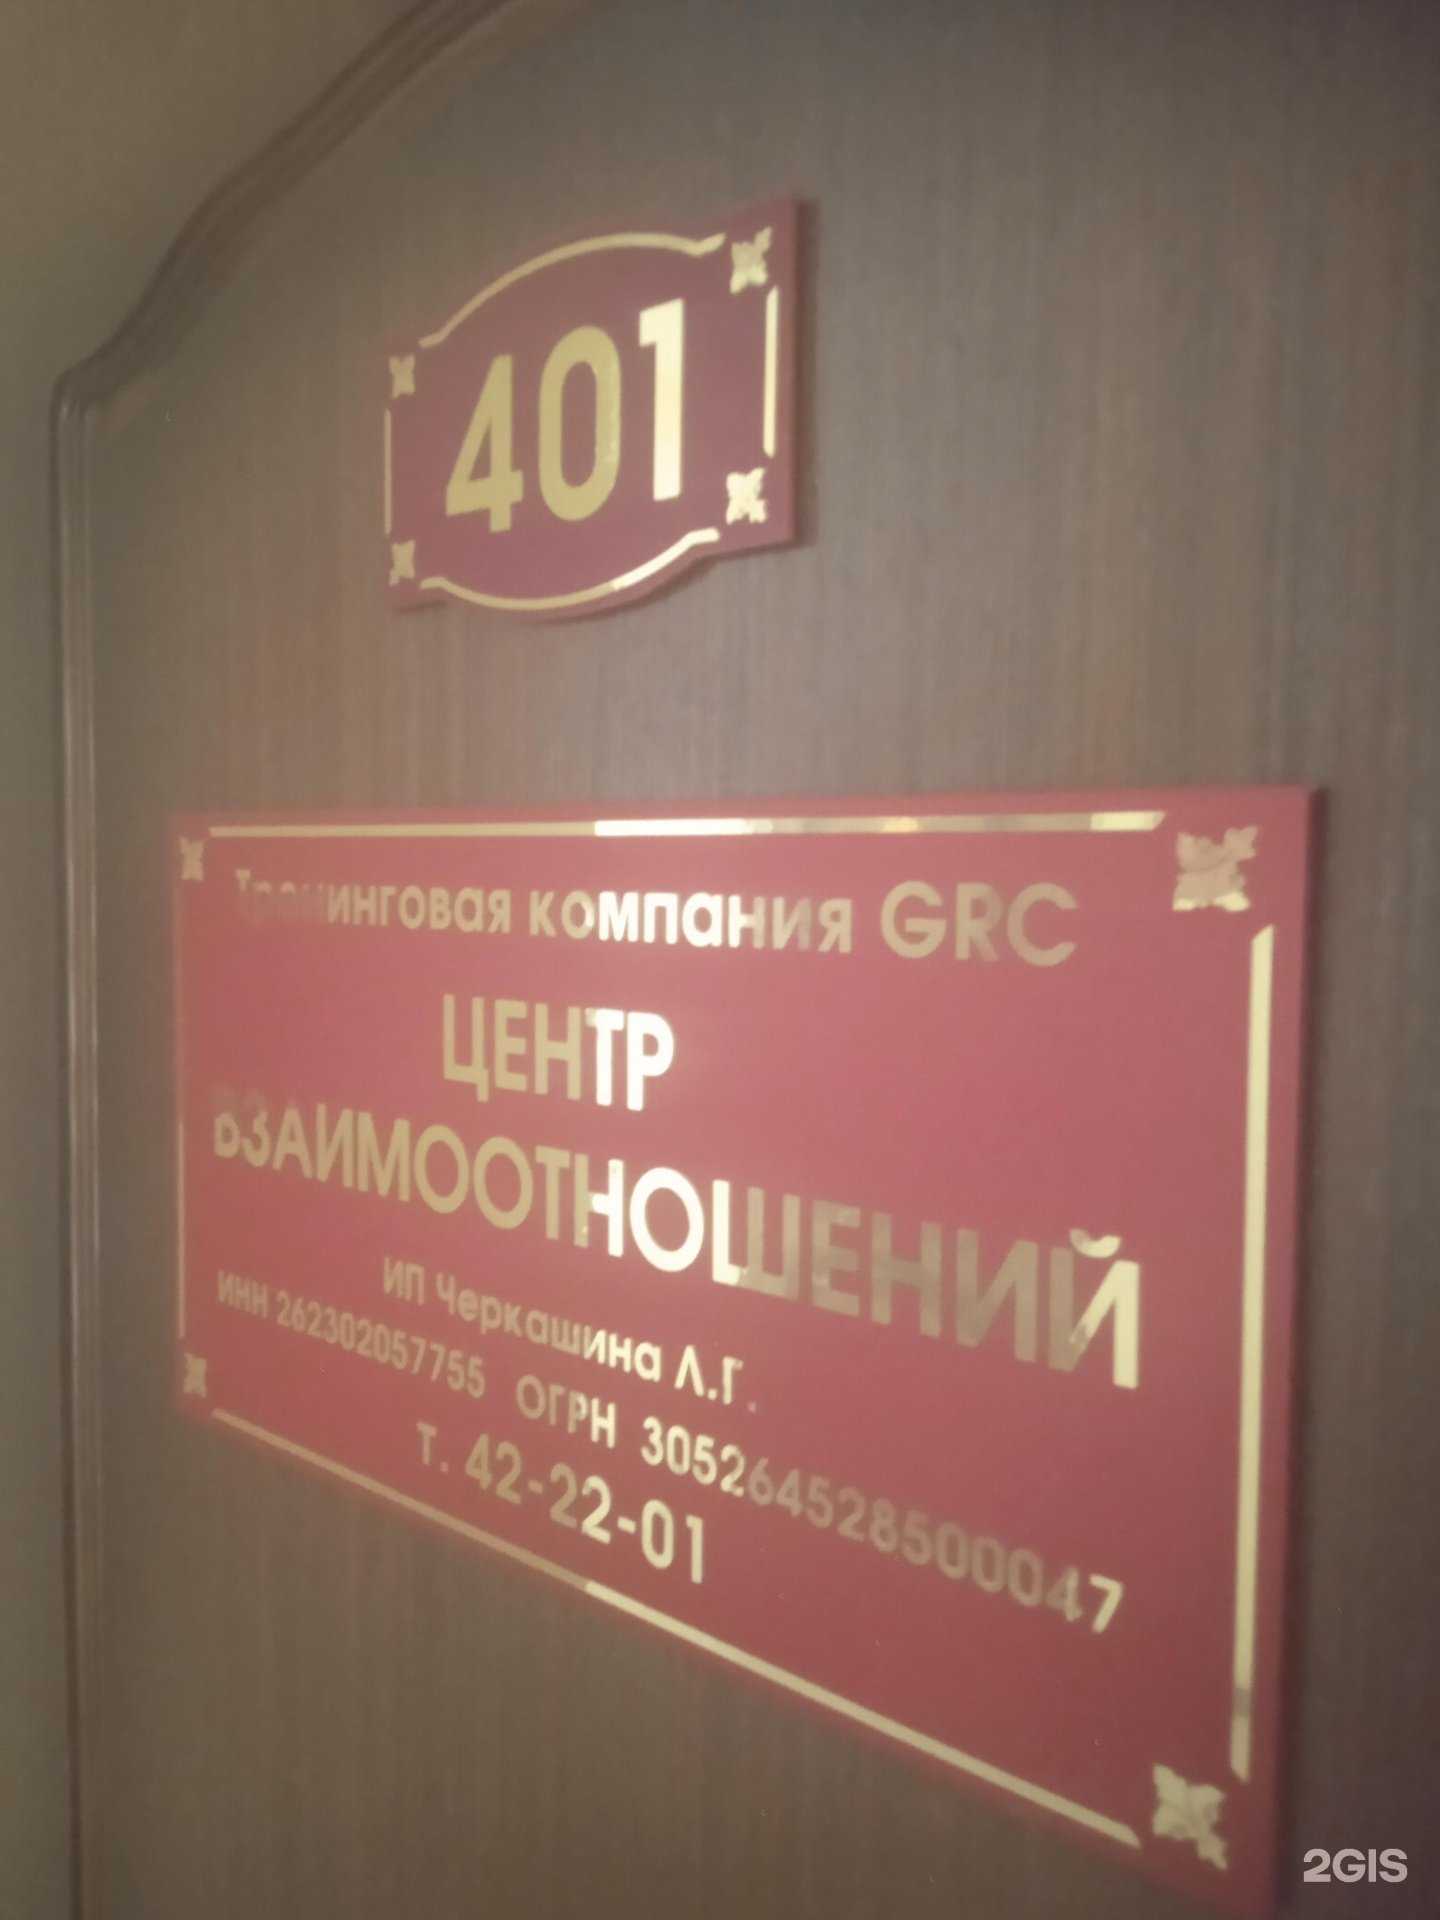 401
Тренинговая компания GRC
ЦЕНТР
ВЗАИМООТНОШЕНИЙ
ИП Черкашина Л.Г.
ИНН 262302057755 ОГРН 305264528500047
т. 42-22-01
2GIS